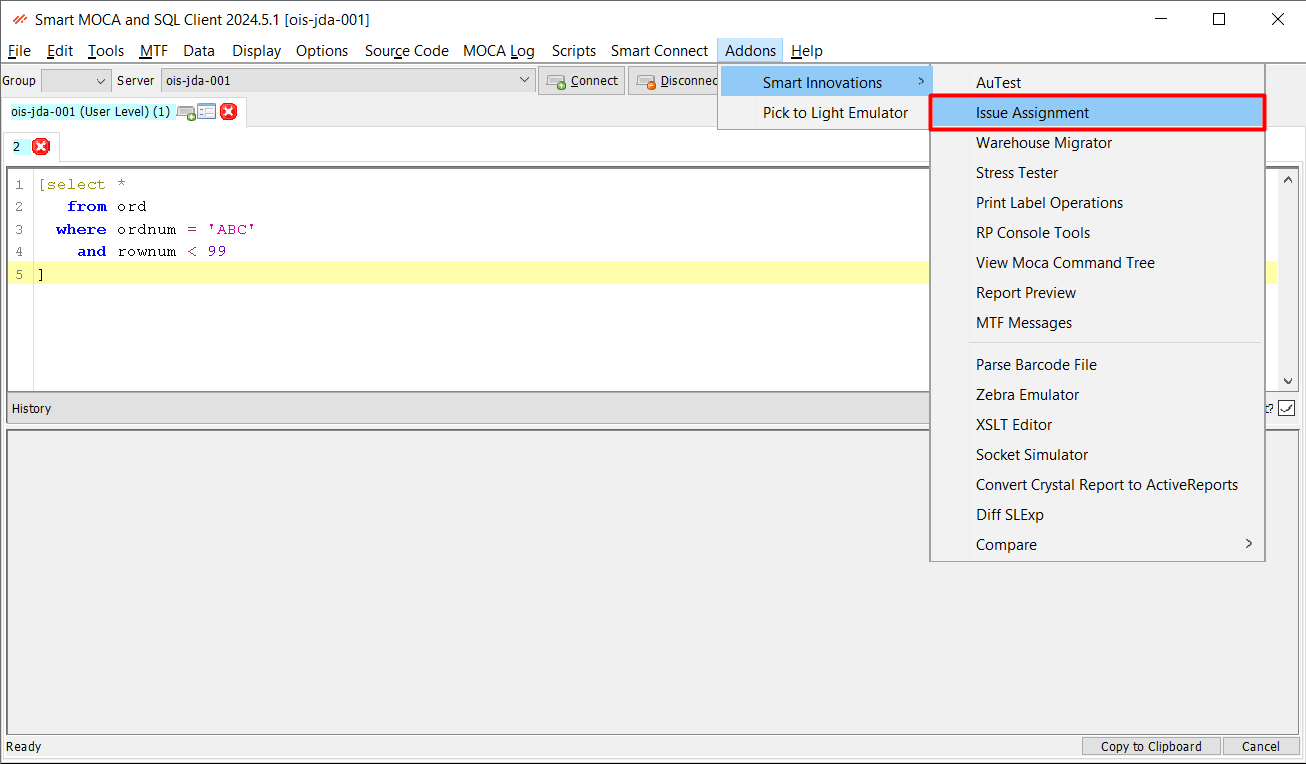 Smart MOCA and SQL Client 2024.5.1 [ois-jda-001]
File Edit Tools MTF Data Display Options Source Code MOCA Log Scripts Smart Connect Addons Help
Group Server ois-jda-001 Connect Disconnec
Smart Innovations
Pick to Light Emulator
AuTest
Issue Assignment
Warehouse Migrator
Stress Tester
Print Label Operations
RP Console Tools
View Moca Command Tree
Report Preview
MTF Messages
Parse Barcode File
Zebra Emulator
XSLT Editor
Socket Simulator
Convert Crystal Report to ActiveReports
Diff SLExp
Compare
ois-jda-001 (User Level) (1)
2
1 [select *
2 from ord
3 where ordnum = 'ABC'
4 and rownum < 99
5 ]
History
Ready
Copy to Clipboard Cancel